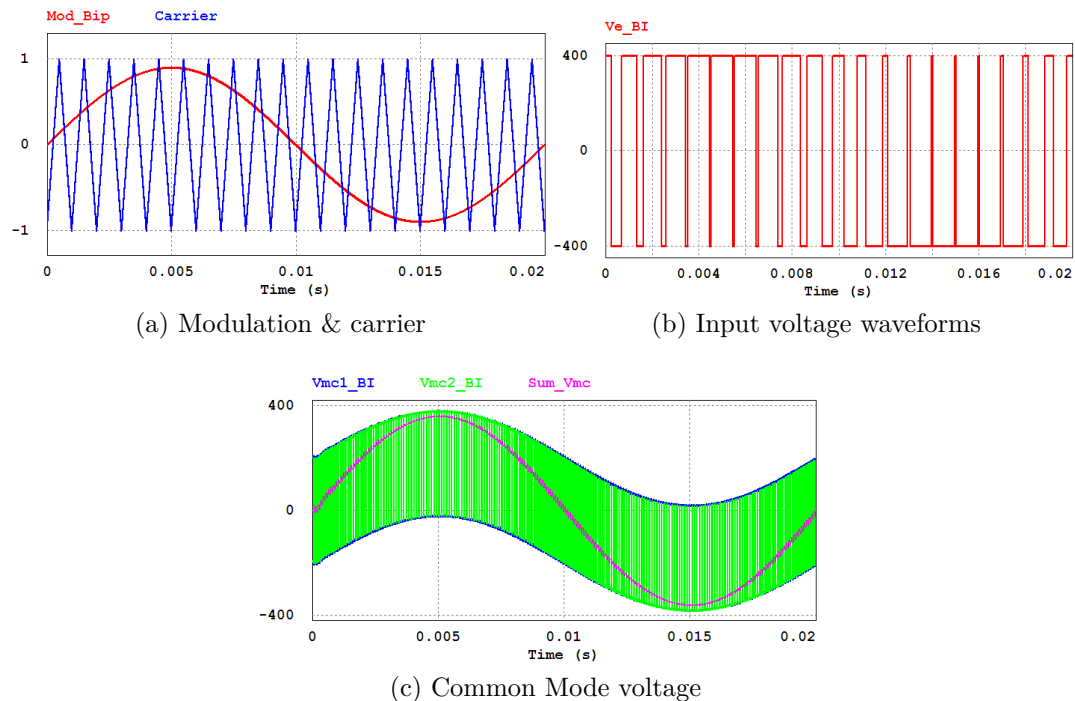 Mod_Bip Carrier
1
0
-1
0 0.005 0.01 0.015 0.02
Time (s)
(a) Modulation & carrier
Ve_BI
400
0
-400
0 0.004 0.008 0.012 0.016 0.02
Time (s)
(b) Input voltage waveforms
Vmc1_BI Vmc2_BI Sum_Vmc
400
0
-400
0 0.005 0.01 0.015 0.02
Time (s)
(c) Common Mode voltage